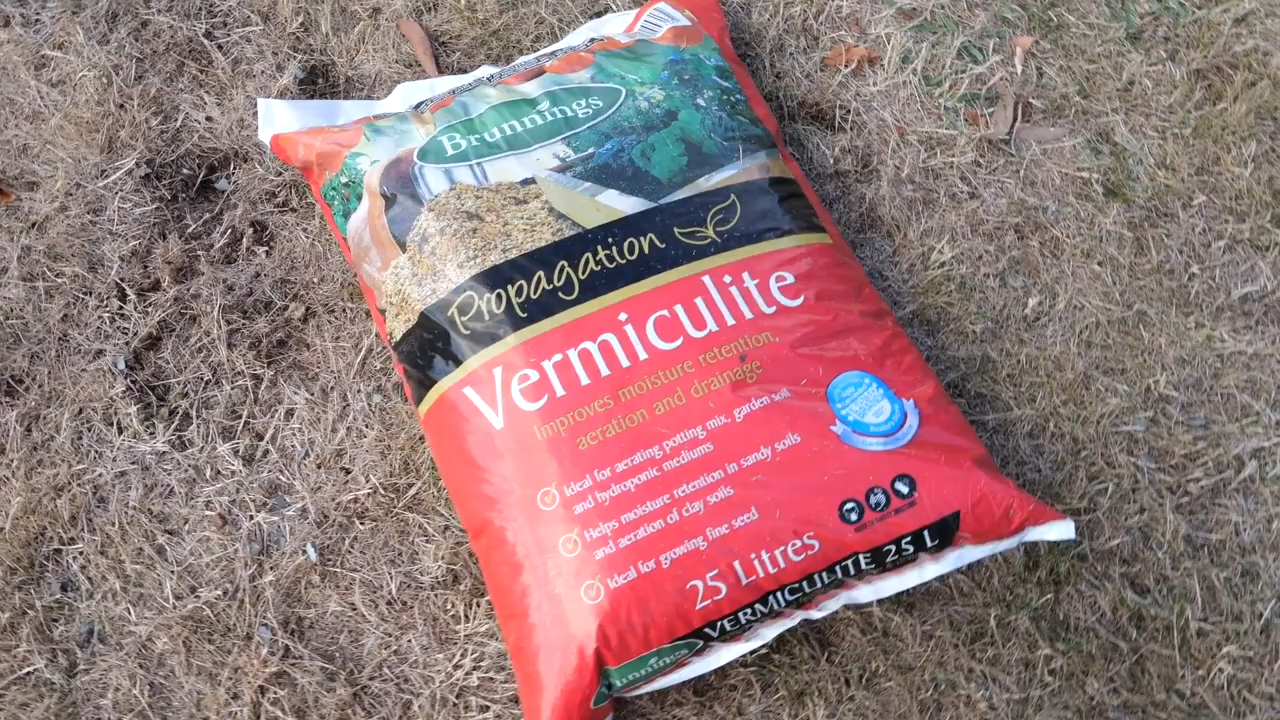 Brunnings
Propagation
Vermiculite
Improves moisture retention,
aeration and drainage
Ideal for aerating potting mix, garden soil
and hydroponic mediums
Helps moisture retention in sandy soils
and aeration of clay soils
Ideal for growing fine seed
25 Litres
VERMICULITE 25 L
Brunnings